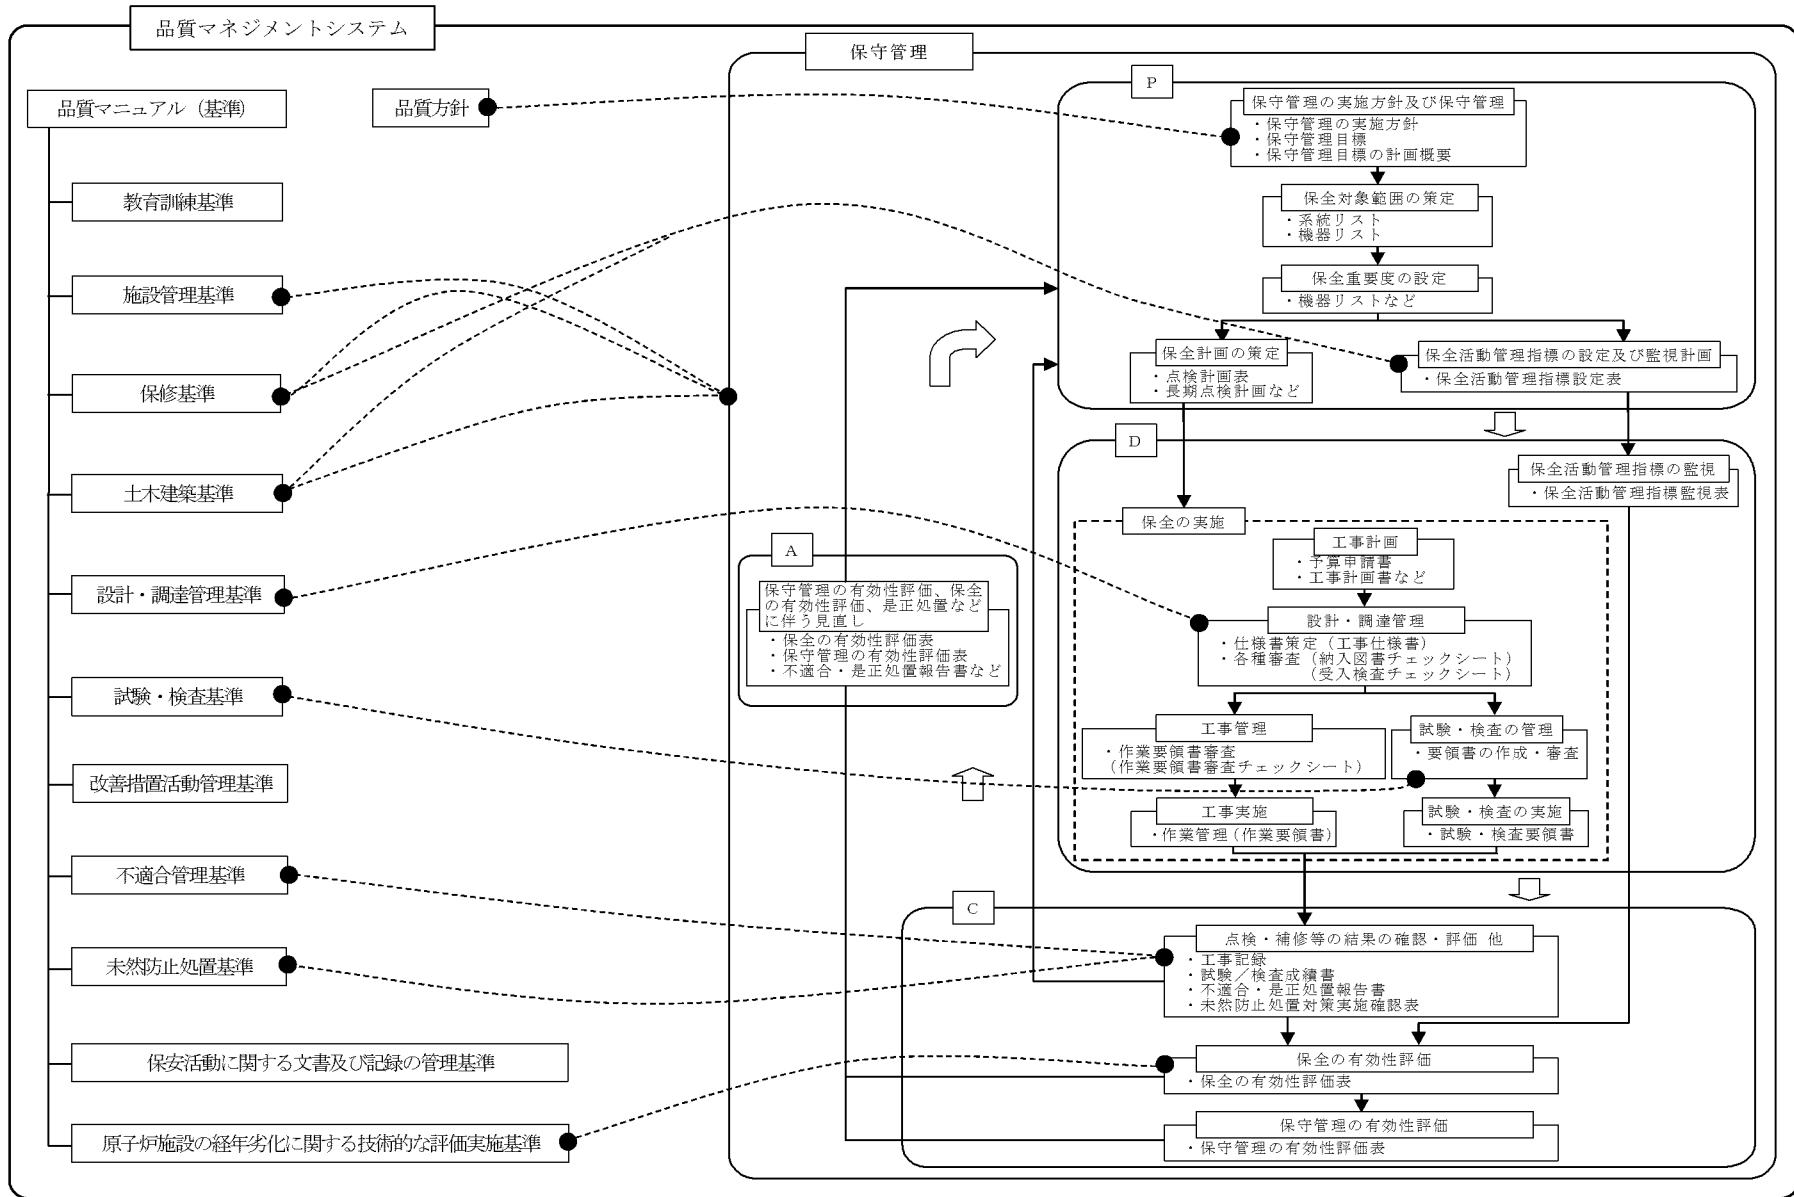 品質マネジメントシステム
品質マニュアル（基準）
品質方針
教育訓練基準
施設管理基準
保修基準
土木建築基準
設計・調達管理基準
試験・検査基準
改善措置活動管理基準
不適合管理基準
未然防止処置基準
保安活動に関する文書及び記録の管理基準
原子炉施設の経年劣化に関する技術的な評価実施基準
保守管理
P
保守管理の実施方針及び保守管理
・保守管理の実施方針
・保守管理目標
・保守管理目標の計画概要
保全対象範囲の策定
・系統リスト
・機器リスト
保全重要度の設定
・機器リストなど
保全計画の策定
・点検計画表
・長期点検計画など
保全活動管理指標の設定及び監視計画
・保全活動管理指標設定表
D
保全活動管理指標の監視
・保全活動管理指標監視表
保全の実施
工事計画
・予算申請書
・工事計画書など
設計・調達管理
・仕様書策定（工事仕様書）
・各種審査（納入図書チェックシート）
（受入検査チェックシート）
工事管理
・作業要領書審査
（作業要領書審査チェックシート）
試験・検査の管理
・要領書の作成・審査
工事実施
・作業管理（作業要領書）
試験・検査の実施
・試験・検査要領書
A
保守管理の有効性評価、保全
の有効性評価、是正処置など
に伴う見直し
・保全の有効性評価表
・保守管理の有効性評価表
・不適合・是正処置報告書など
C
点検・補修等の結果の確認・評価 他
・工事記録
・試験／検査成績書
・不適合・是正処置報告書
・未然防止処置対策実施確認表
保全の有効性評価
・保全の有効性評価表
保守管理の有効性評価
・保守管理の有効性評価表